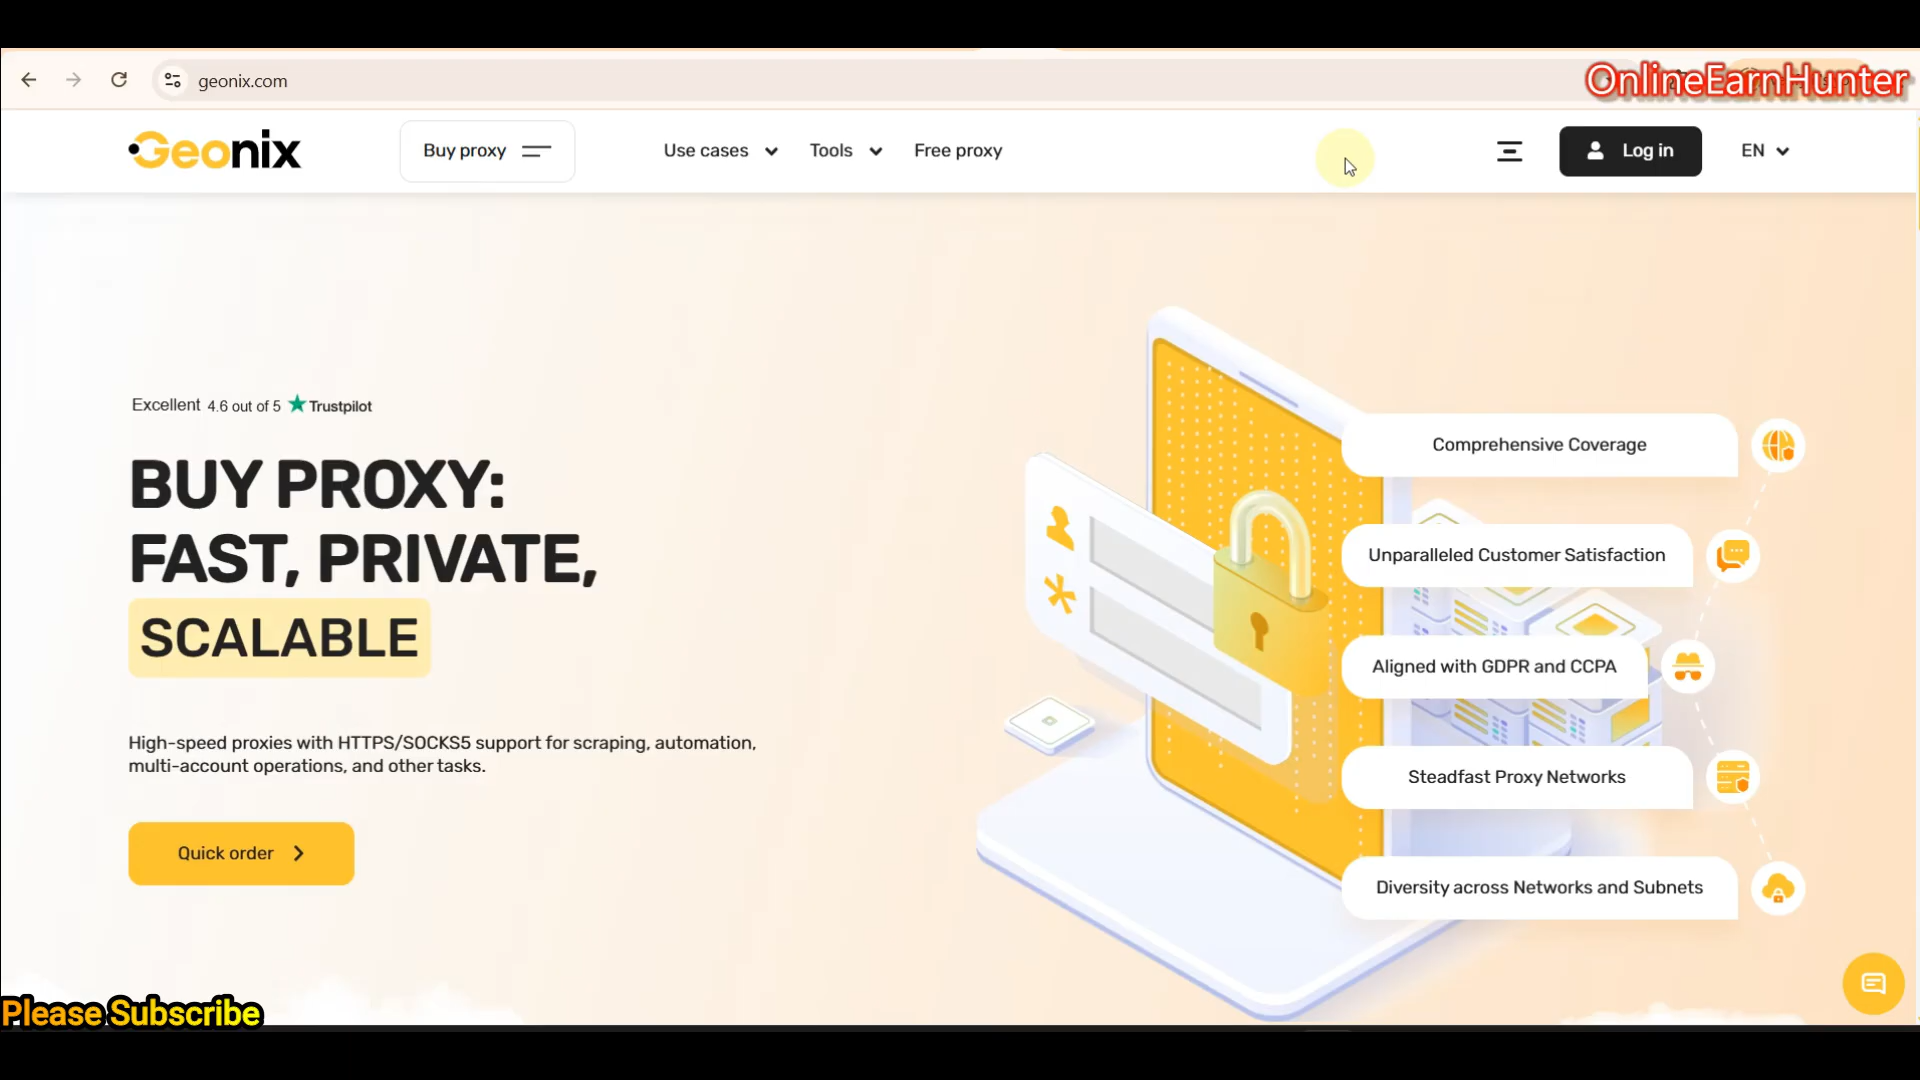 geonix.com
OnlineEarnHunter
Geonix
Buy proxy
Use cases
Tools
Free proxy
Log in
EN
Excellent 4.6 out of 5 Trustpilot
BUY PROXY:
FAST, PRIVATE,
SCALABLE
High-speed proxies with HTTPS/SOCKS5 support for scraping, automation,
multi-account operations, and other tasks.
Quick order
Comprehensive Coverage
Unparalleled Customer Satisfaction
Aligned with GDPR and CCPA
Steadfast Proxy Networks
Diversity across Networks and Subnets
Please Subscribe